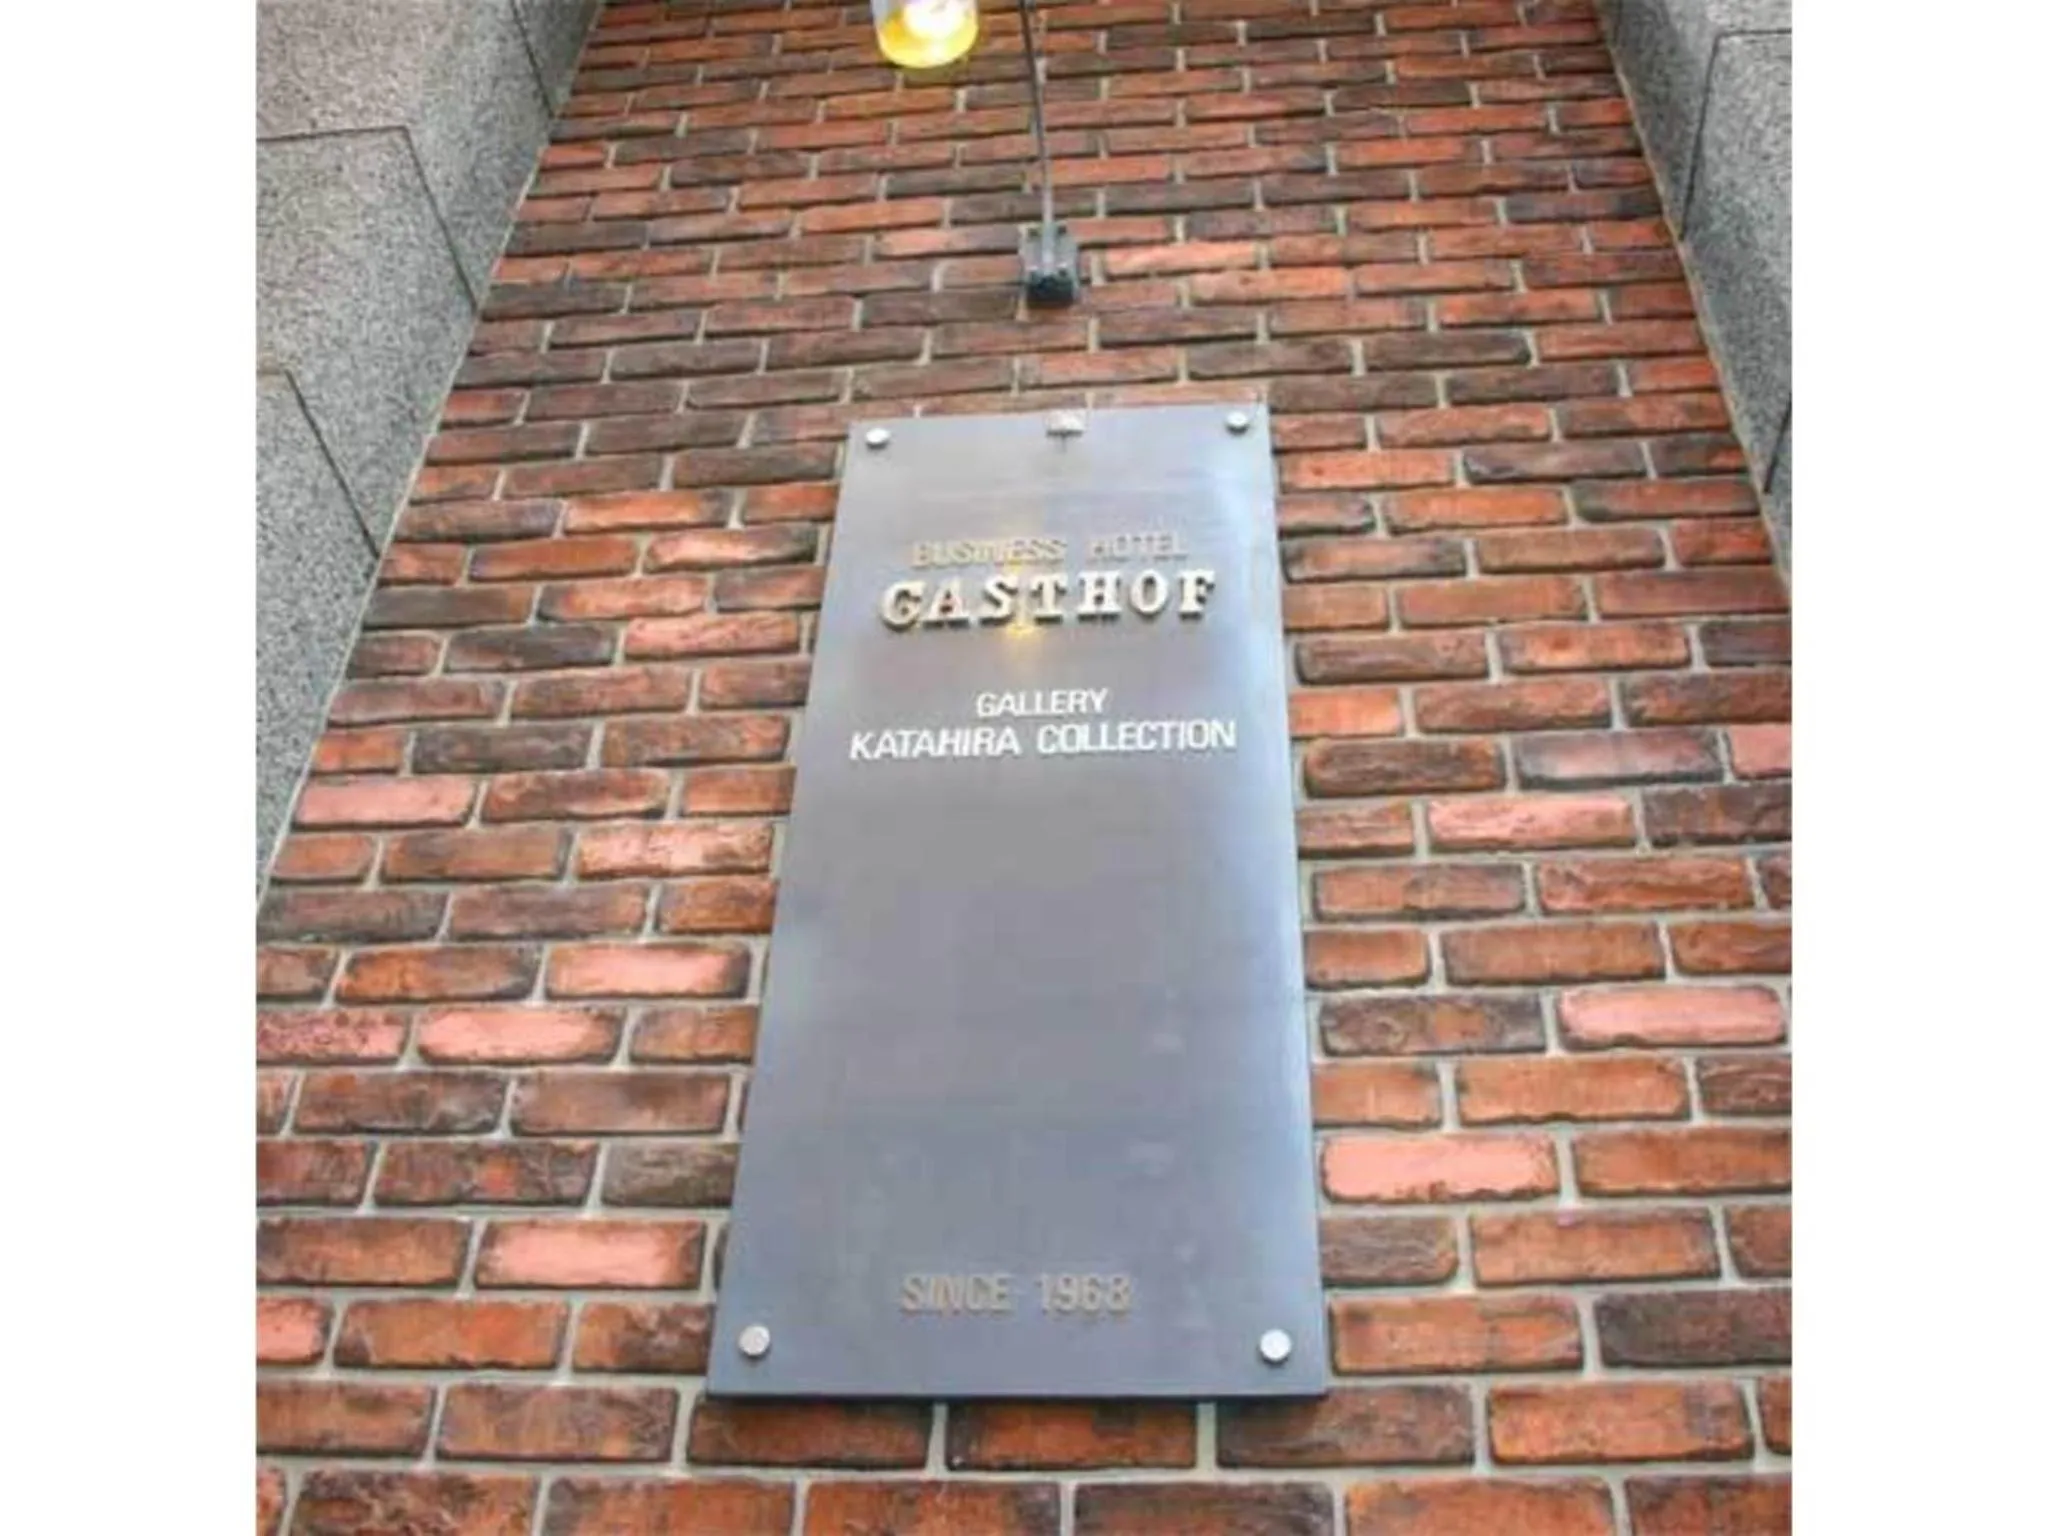 BUSINESS HOTEL
GASTHOF
GALLERY
KATAHIRA COLLECTION
SINCE 1968